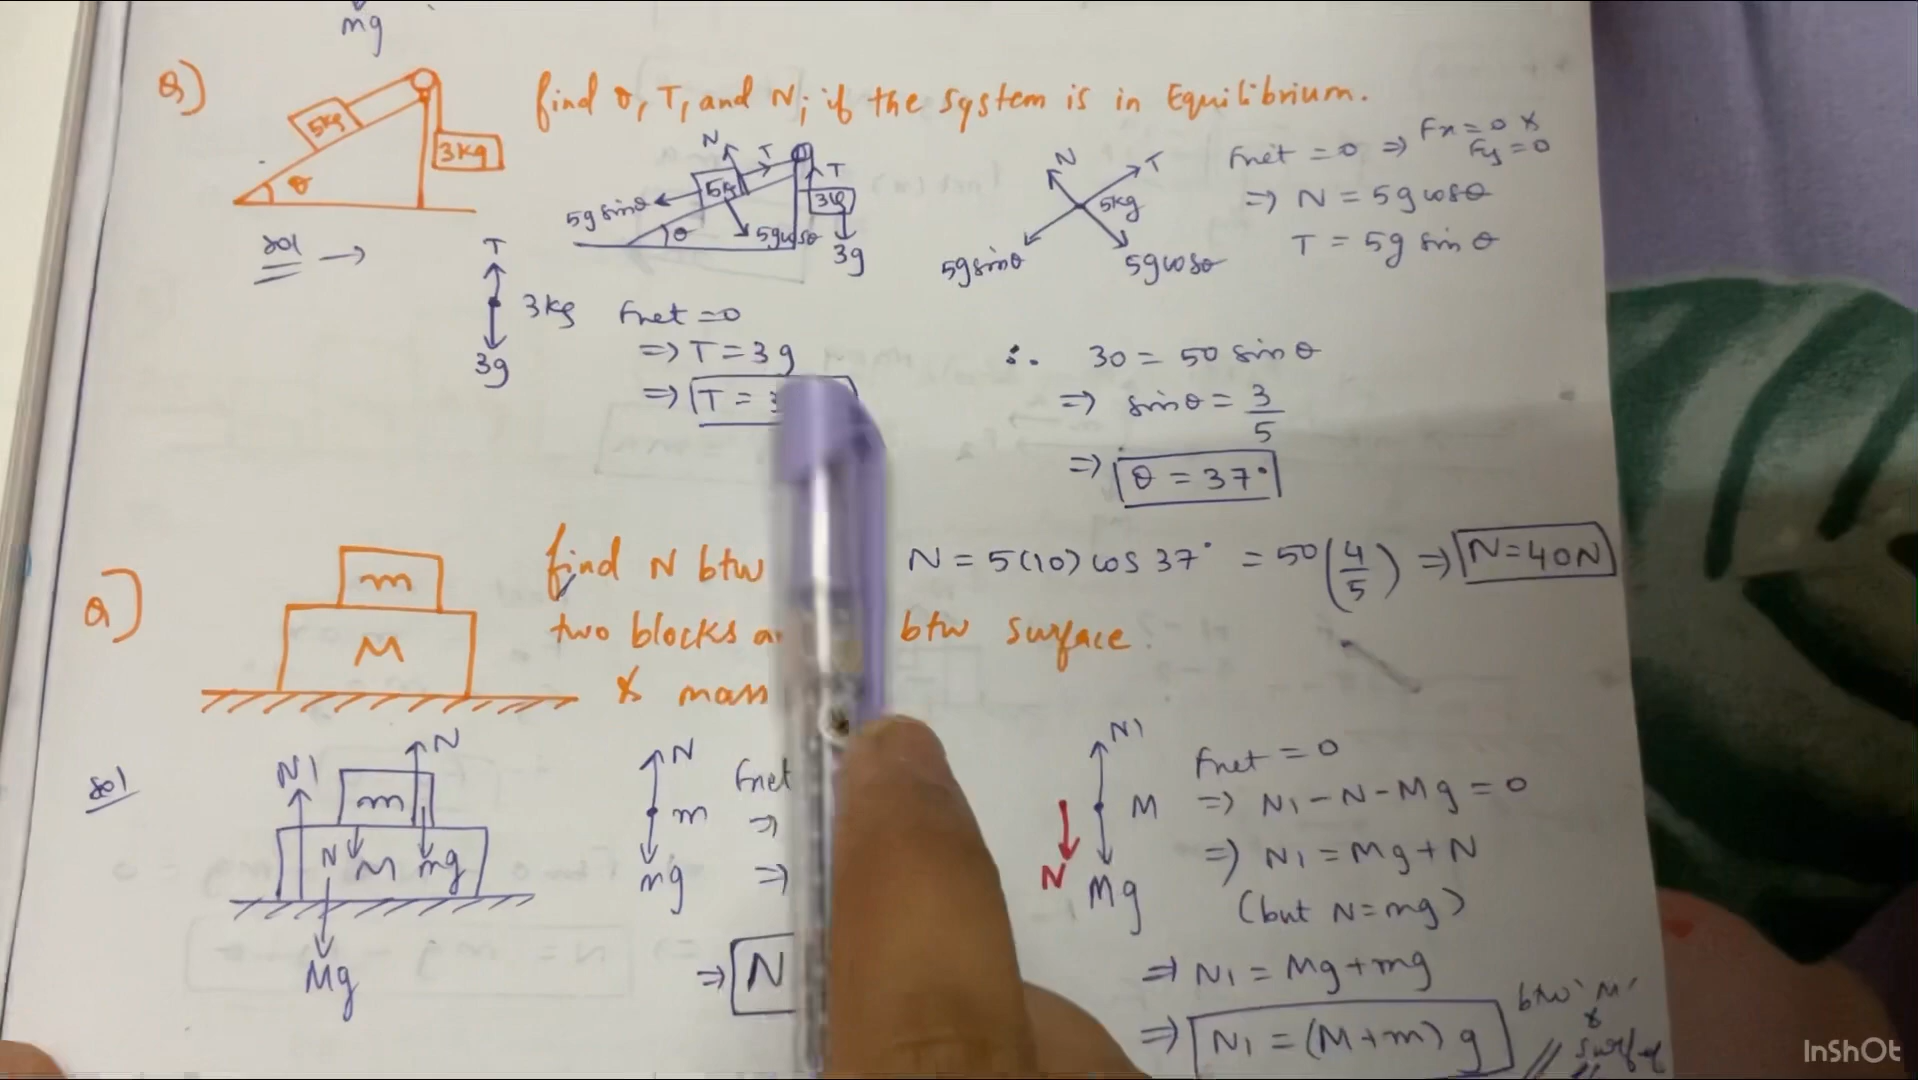 mg
Q)
5kg
3kg
θ
find θ, T, and N; if the system is in Equilibrium.
sol →
N
T
T
5g sinθ
3g
θ
5g cosθ
3g
N
T
5kg
5g sinθ
5g cosθ
Fnet = 0 ⇒ Fx = 0 &
Fy = 0
⇒ N = 5g cosθ
T = 5g sinθ
T
3kg
3g
Fnet = 0
⇒ T = 3g
⇒ T = 3
∴ 30 = 50 sinθ
⇒ sinθ = 3/5
⇒ θ = 37°
N = 5(10) cos 37° = 50(4/5) ⇒ N = 40N
Q)
m
M
find N btw
two blocks a btw surface.
& mass
sol
N1
N
m
N
M
mg
Mg
N
m
mg
Fnet
⇒
⇒
⇒ N
N1
M
N
Mg
Fnet = 0
⇒ N1 - N - Mg = 0
⇒ N1 = Mg + N
(but N = mg)
⇒ N1 = Mg + mg
⇒ N1 = (M+m) g
btw 'M'
&
InShOt